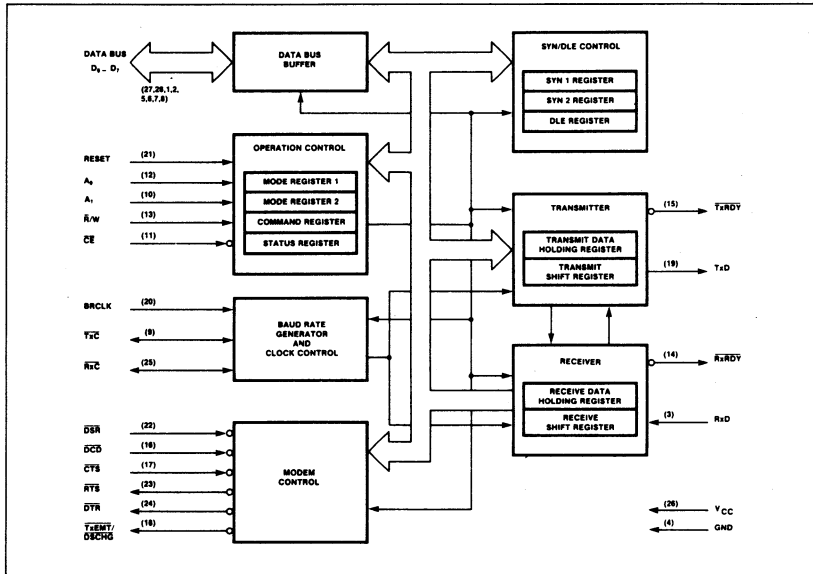 DATA BUS
D₀ – D₇
(27,28,1,2,
5,6,7,8)
DATA BUS
BUFFER
SYN/DLE CONTROL
SYN 1 REGISTER
SYN 2 REGISTER
DLE REGISTER
RESET (21)
A₀ (12)
A₁ (10)
R̅/W (13)
C̅E̅ (11)
OPERATION CONTROL
MODE REGISTER 1
MODE REGISTER 2
COMMAND REGISTER
STATUS REGISTER
TRANSMITTER
TRANSMIT DATA
HOLDING REGISTER
TRANSMIT
SHIFT REGISTER
(15) T̅x̅R̅D̅Y̅
(19) TxD
BRCLK (20)
T̅x̅C̅ (9)
R̅x̅C̅ (25)
BAUD RATE
GENERATOR
AND
CLOCK CONTROL
RECEIVER
RECEIVE DATA
HOLDING REGISTER
RECEIVE
SHIFT REGISTER
(14) R̅x̅R̅D̅Y̅
(3) RxD
D̅S̅R̅ (22)
D̅C̅D̅ (16)
C̅T̅S̅ (17)
R̅T̅S̅ (23)
D̅T̅R̅ (24)
T̅x̅E̅M̅T̅/ (18)
D̅S̅C̅H̅G̅
MODEM
CONTROL
(26) VCC
(4) GND